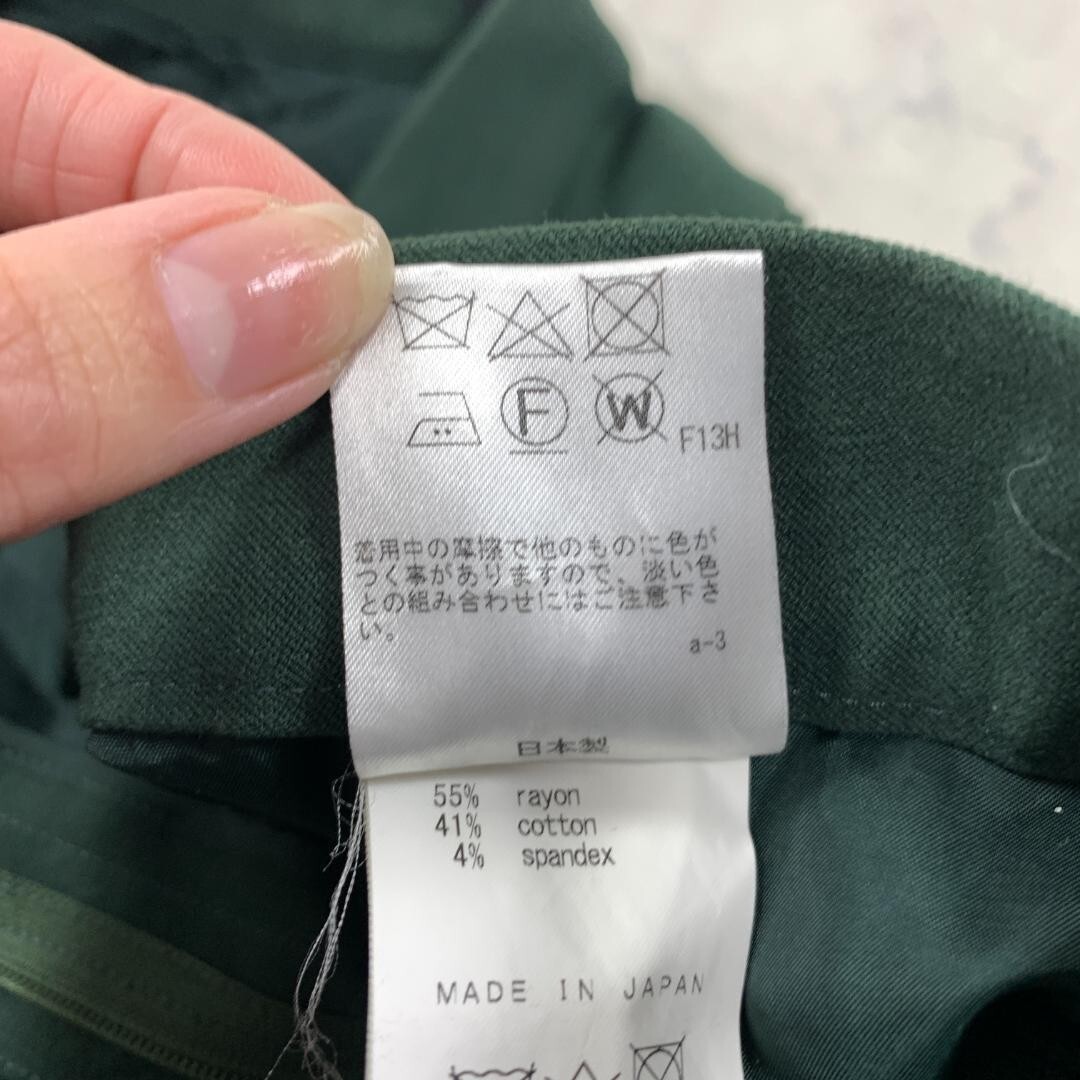 F
W
F13H
着用中の摩擦で他のものに色が
つく事がありますので、淡い色
との組み合わせにはご注意下さ
い。
a-3
日本製
55% rayon
41% cotton
4% spandex
MADE IN JAPAN